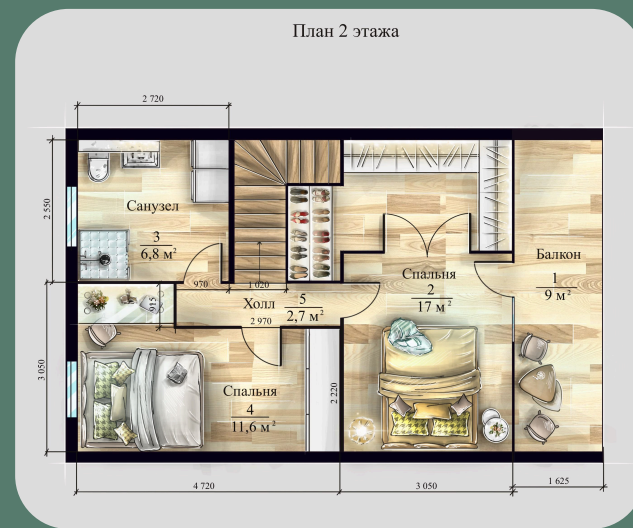 План 2 этажа
2 720
2 550
Санузел
3
6,8 м²
970
1 020
Спальня
2
17 м²
Балкон
1
9 м²
915
Холл
5
2,7 м²
2 970
3 050
Спальня
4
11,6 м²
2 220
4 720
3 050
1 625